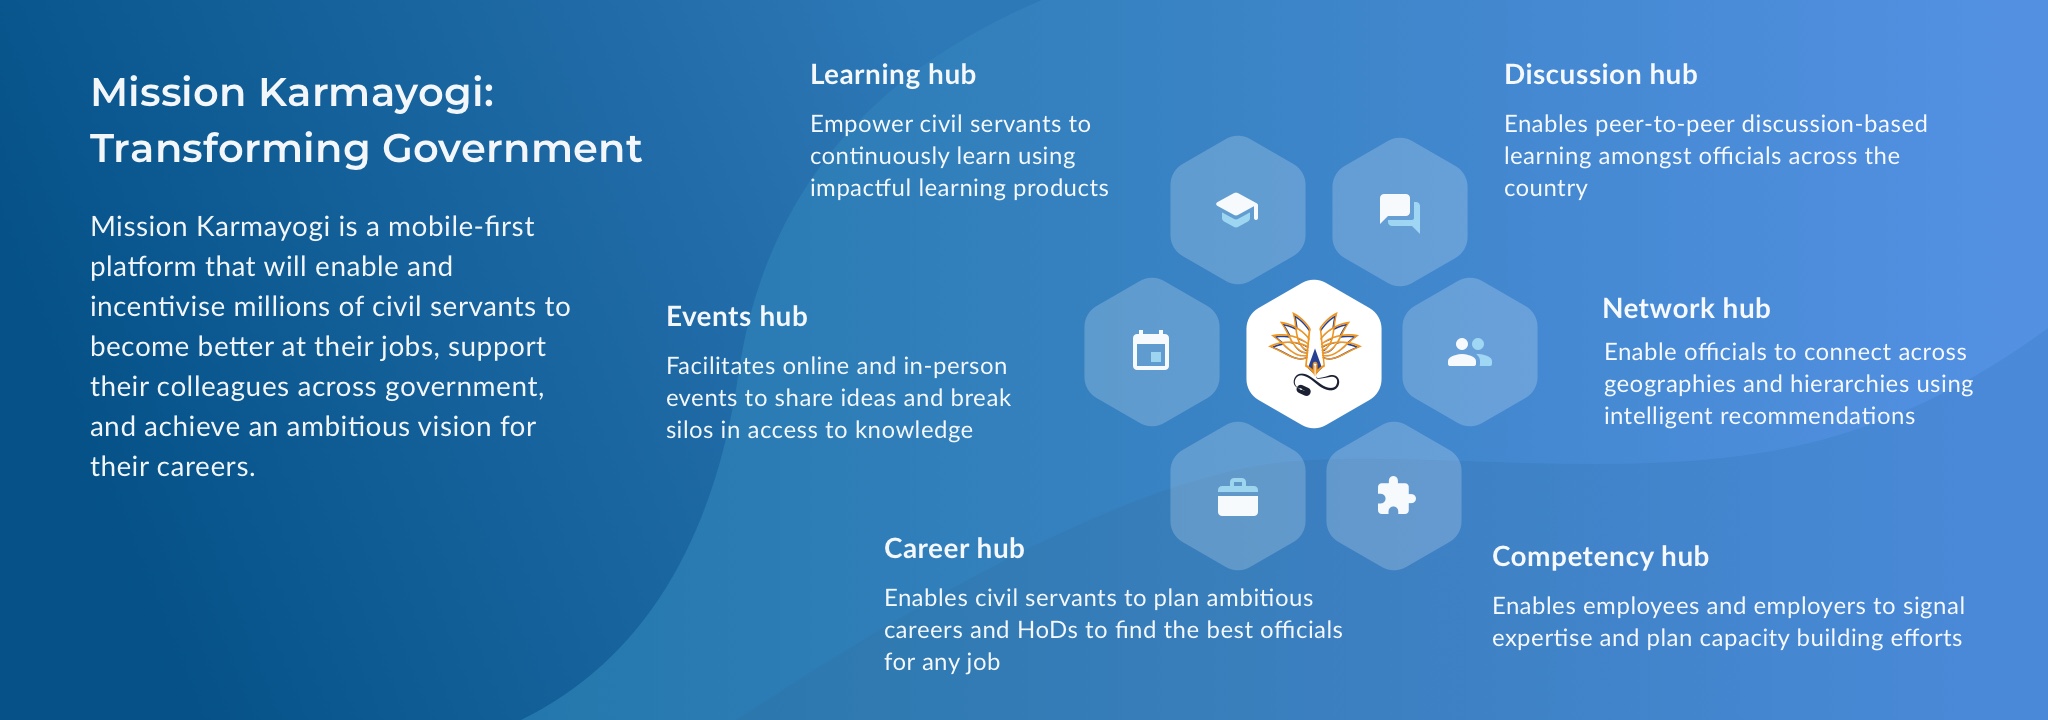 Mission Karmayogi:
Transforming Government
Mission Karmayogi is a mobile-first
platform that will enable and
incentivise millions of civil servants to
become better at their jobs, support
their colleagues across government,
and achieve an ambitious vision for
their careers.
Learning hub
Empower civil servants to
continuously learn using
impactful learning products
Discussion hub
Enables peer-to-peer discussion-based
learning amongst officials across the
country
Events hub
Facilitates online and in-person
events to share ideas and break
silos in access to knowledge
Network hub
Enable officials to connect across
geographies and hierarchies using
intelligent recommendations
Career hub
Enables civil servants to plan ambitious
careers and HoDs to find the best officials
for any job
Competency hub
Enables employees and employers to signal
expertise and plan capacity building efforts